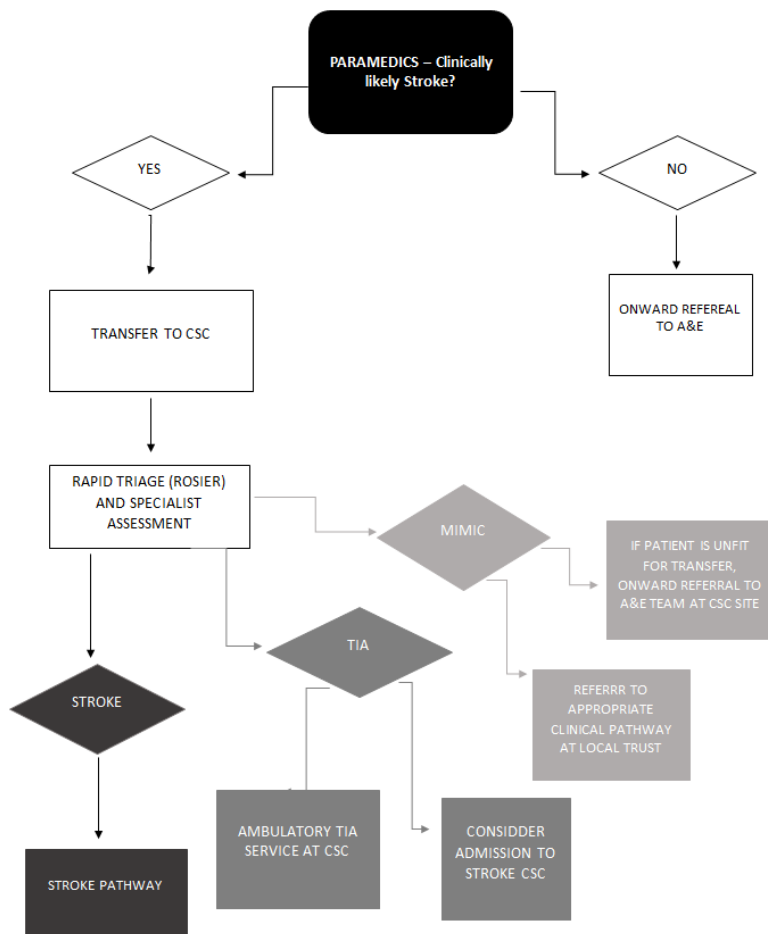 PARAMEDICS – Clinically
likely Stroke?
YES
NO
TRANSFER TO CSC
ONWARD REFEREAL
TO A&E
RAPID TRIAGE (ROSIER)
AND SPECIALIST
ASSESSMENT
MIMIC
IF PATIENT IS UNFIT
FOR TRANSFER,
ONWARD REFERRAL TO
A&E TEAM AT CSC SITE
TIA
STROKE
REFERRR TO
APPROPRIATE
CLINICAL PATHWAY
AT LOCAL TRUST
AMBULATORY TIA
SERVICE AT CSC
CONSIDDER
ADMISSION TO
STROKE CSC
STROKE PATHWAY